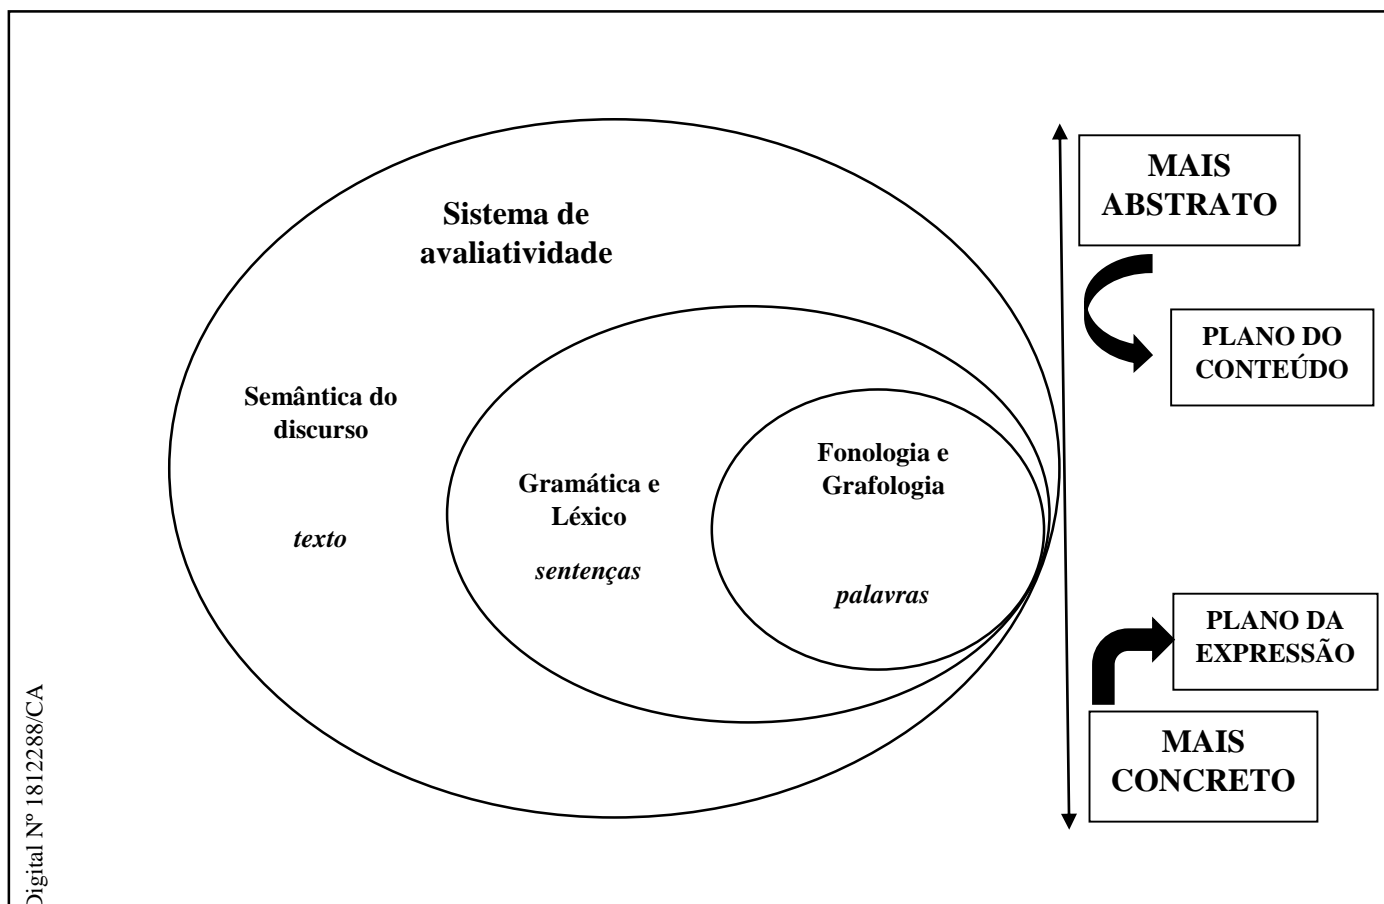 Sistema de
avaliatividade
Semântica do
discurso
texto
Gramática e
Léxico
sentenças
Fonologia e
Grafologia
palavras
MAIS
ABSTRATO
PLANO DO
CONTEÚDO
PLANO DA
EXPRESSÃO
MAIS
CONCRETO
Digital Nº 1812288/CA